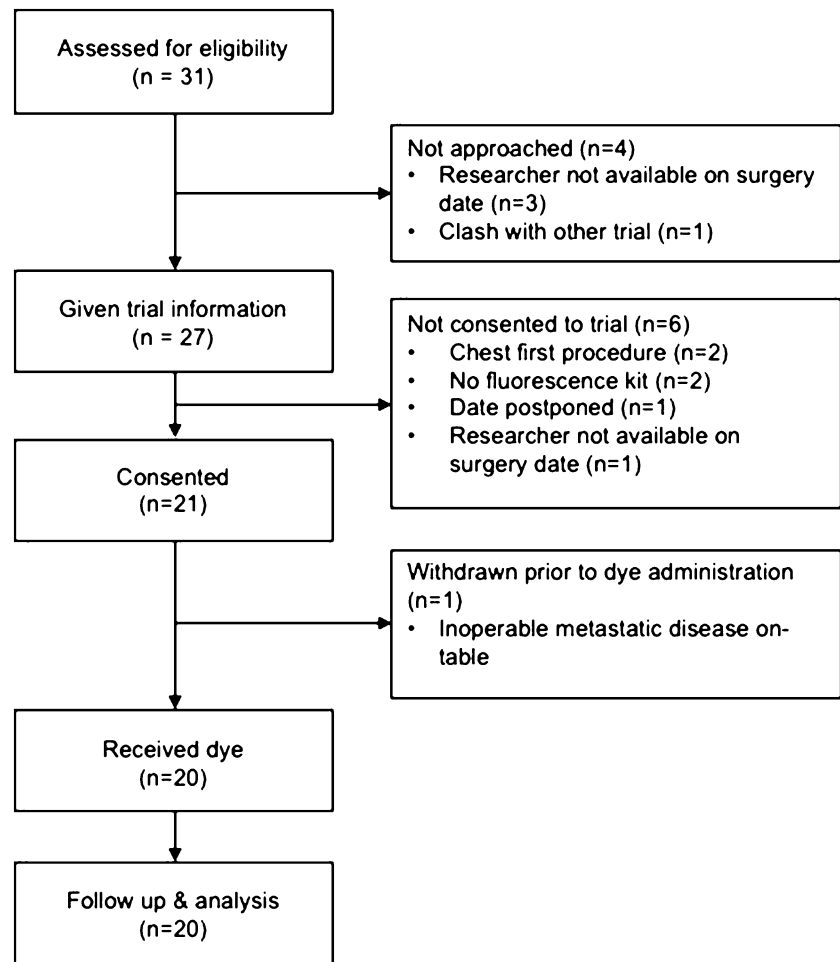 Assessed for eligibility
(n = 31)
Not approached (n=4)
• Researcher not available on surgery
date (n=3)
• Clash with other trial (n=1)
Given trial information
(n = 27)
Not consented to trial (n=6)
• Chest first procedure (n=2)
• No fluorescence kit (n=2)
• Date postponed (n=1)
• Researcher not available on
surgery date (n=1)
Consented
(n=21)
Withdrawn prior to dye administration
(n=1)
• Inoperable metastatic disease on-
table
Received dye
(n=20)
Follow up & analysis
(n=20)